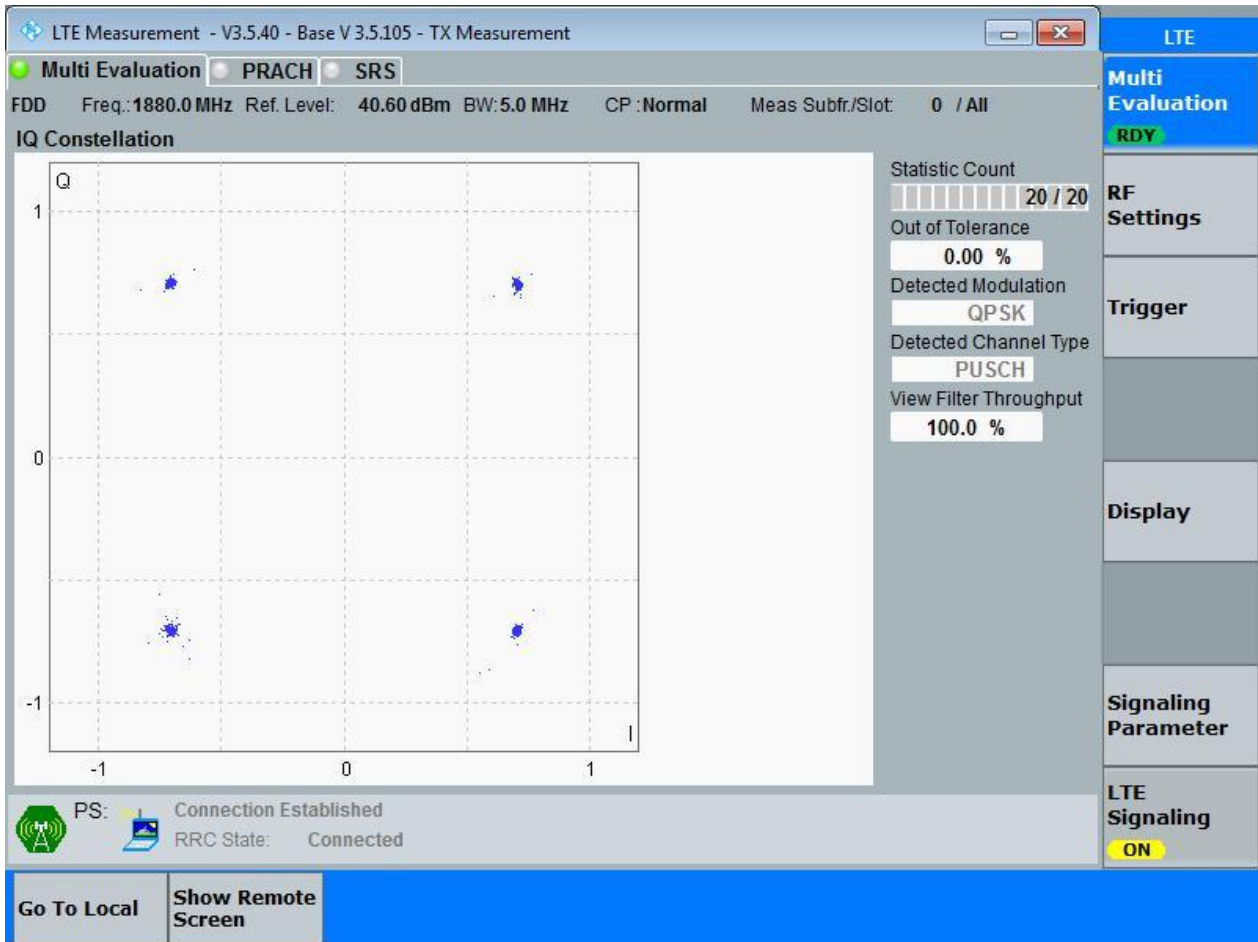 LTE Measurement - V3.5.40 - Base V 3.5.105 - TX Measurement
LTE
Multi Evaluation PRACH SRS
Multi
Evaluation
RDY
FDD Freq.: 1880.0 MHz Ref. Level: 40.60 dBm BW: 5.0 MHz CP : Normal Meas Subfr./Slot: 0 / All
IQ Constellation
Q
1
0
-1
I
-1 0 1
Statistic Count
20 / 20
Out of Tolerance
0.00 %
Detected Modulation
QPSK
Detected Channel Type
PUSCH
View Filter Throughput
100.0 %
RF
Settings
Trigger
Display
Signaling
Parameter
LTE
Signaling
ON
PS: Connection Established
RRC State: Connected
Go To Local
Show Remote
Screen